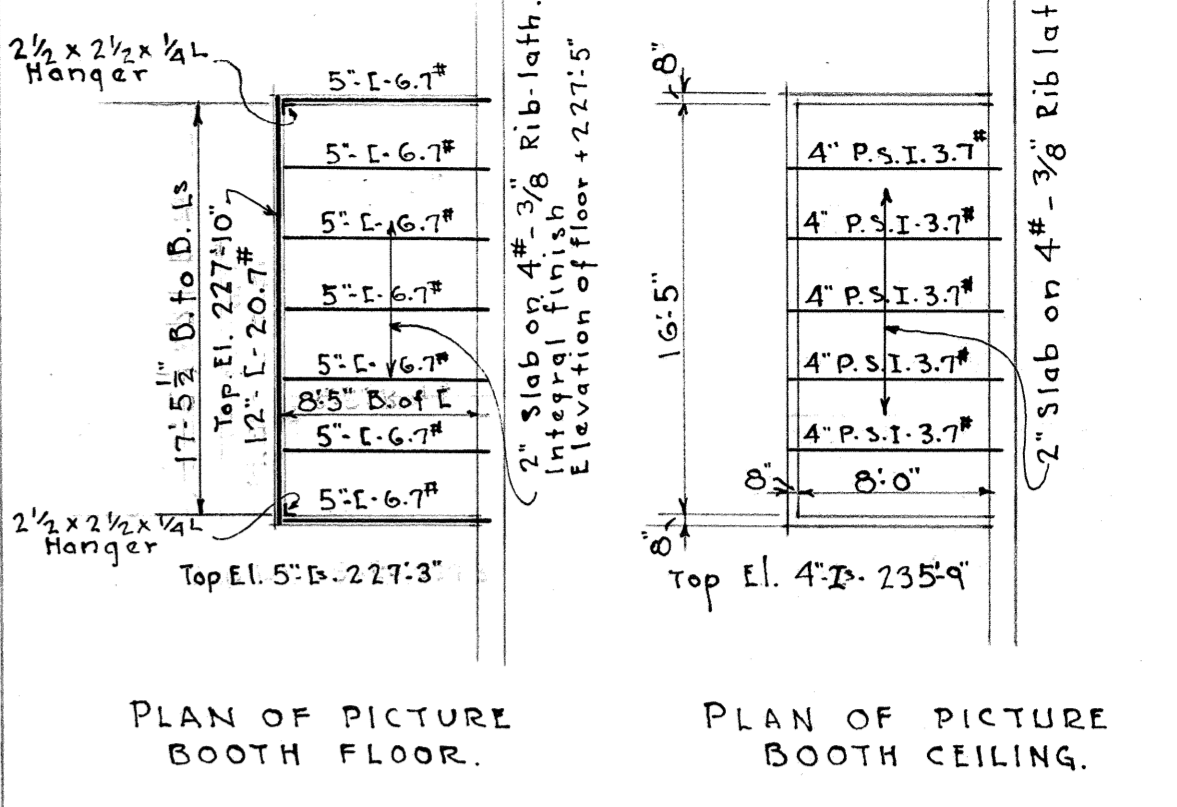 2½ x 2½ x ¼ L
Hanger
5"-[-6.7#
5"-[-6.7#
5"-[-6.7#
5"-[-6.7#
5"-[-6.7#
8'-5" B. of [
5"-[-6.7#
5"-[-6.7#
17'-5½" B. to B. Ls
Top El. 227'-10"
12"-[-20.7#
2½ x 2½ x ¼ L
Hanger
Top El. 5"-[s. 227'-3"
2" Slab on 4#-3/8" Rib-lath.
Integral finish
Elevation of floor +227'-5"
PLAN OF PICTURE
BOOTH FLOOR.
8"
4" P.S.I. 3.7#
4" P.S.I. 3.7#
4" P.S.I. 3.7#
4" P.S.I. 3.7#
4" P.S.I. 3.7#
16'-5"
8"
8'-0"
8"
Top El. 4"-Is. 235'-9"
2" Slab on 4#-3/8" Rib lat
PLAN OF PICTURE
BOOTH CEILING.